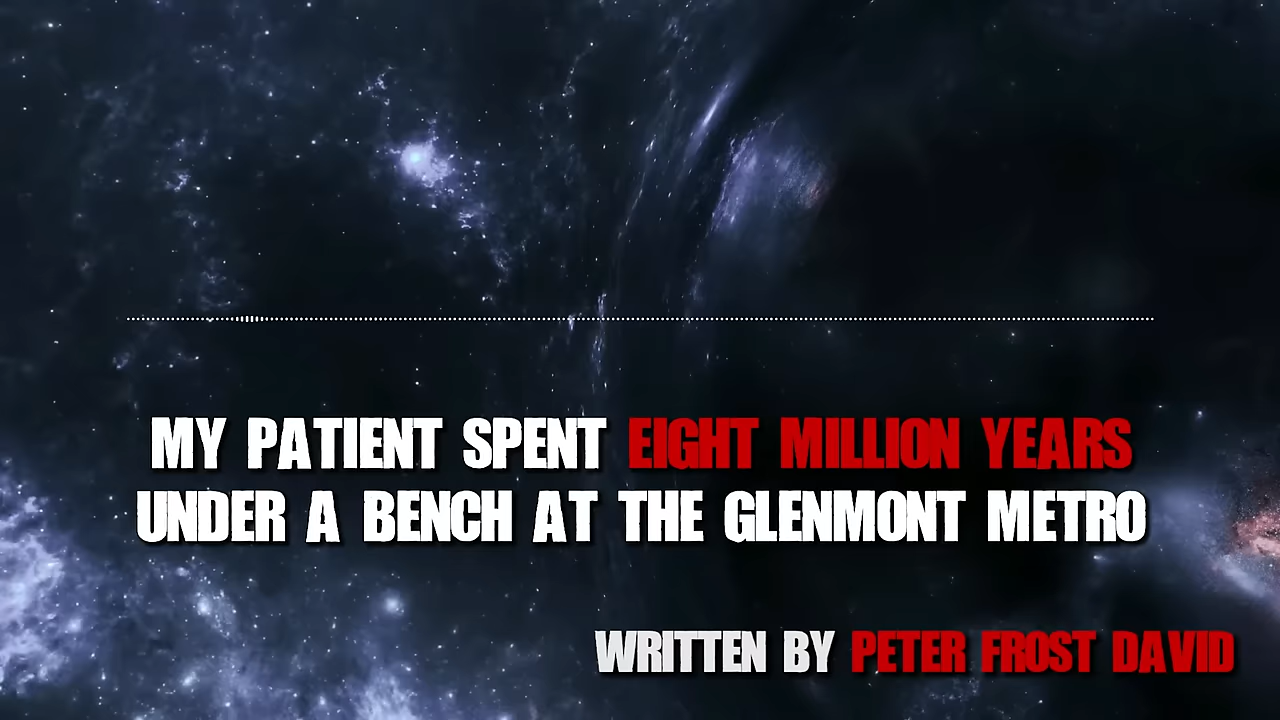 MY PATIENT SPENT EIGHT MILLION YEARS
UNDER A BENCH AT THE GLENMONT METRO
WRITTEN BY PETER FROST DAVID